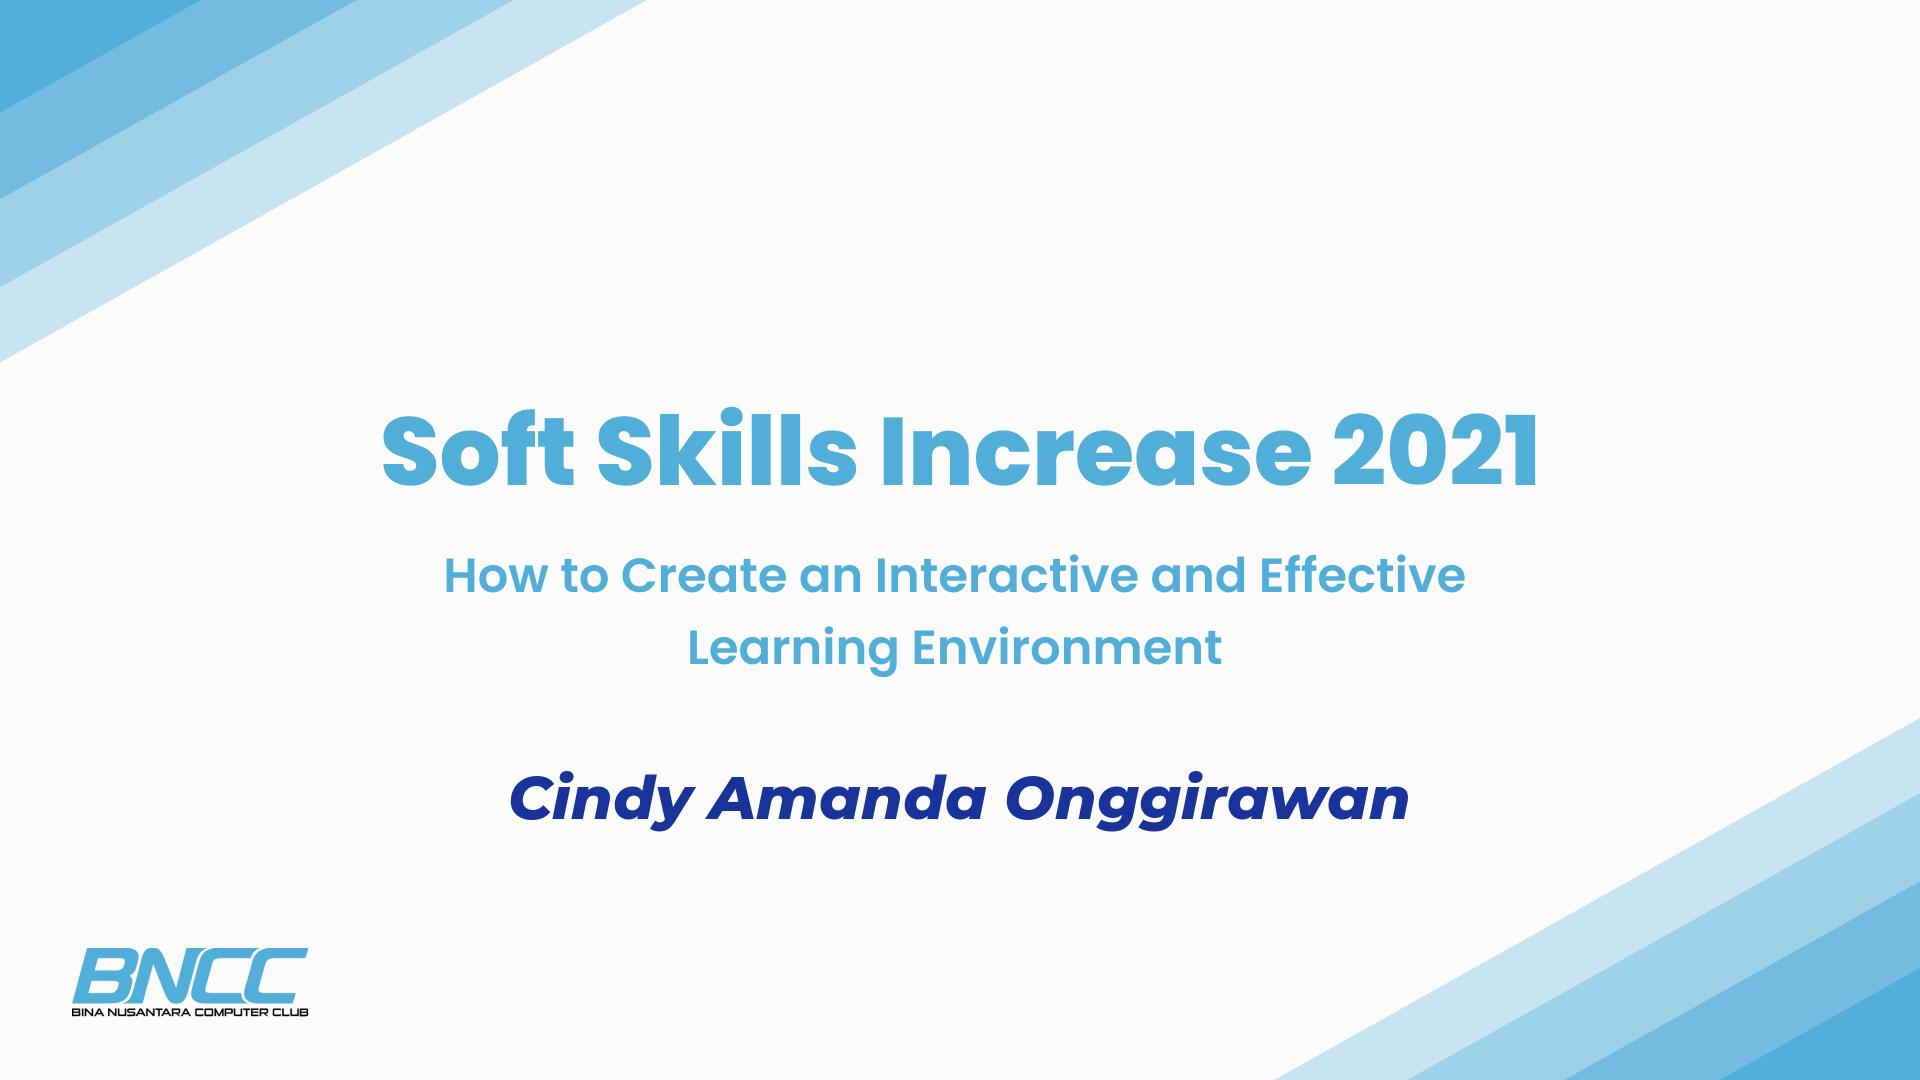 Soft Skills Increase 2021
How to Create an Interactive and Effective
Learning Environment
Cindy Amanda Onggirawan
BNCC
BINA NUSANTARA COMPUTER CLUB